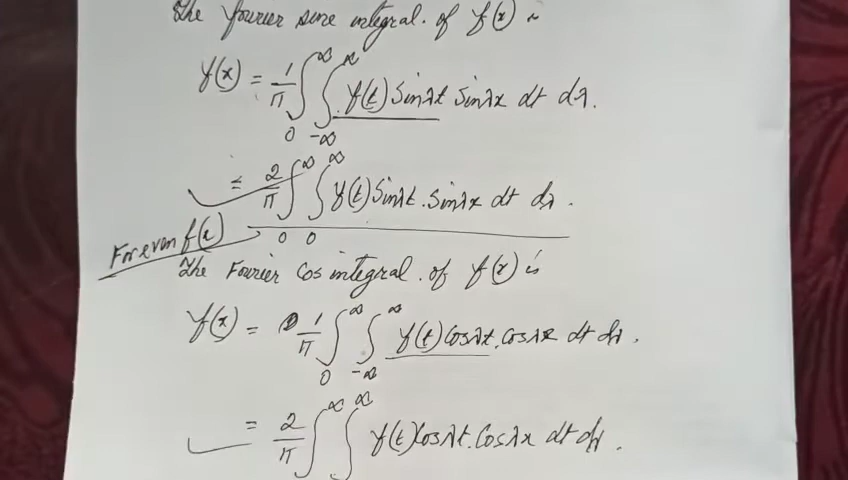 The fourier sine integral. of f(x) is
f(x) = 1/π ∫₀^∞ ∫₋∞^∞ f(t) Sinλt Sinλx dt dλ.
= 2/π ∫₀^∞ ∫₀^∞ f(t) Sinλt . Sinλx dt dλ .
For even f(x)
The Fourier Cos integral . of f(x) is
f(x) = 1/π ∫₀^∞ ∫₋∞^∞ f(t) Cosλt . Cosλx dt dλ .
= 2/π ∫^∞ ∫^∞ f(t) Cosλt . Cosλx dt dλ .